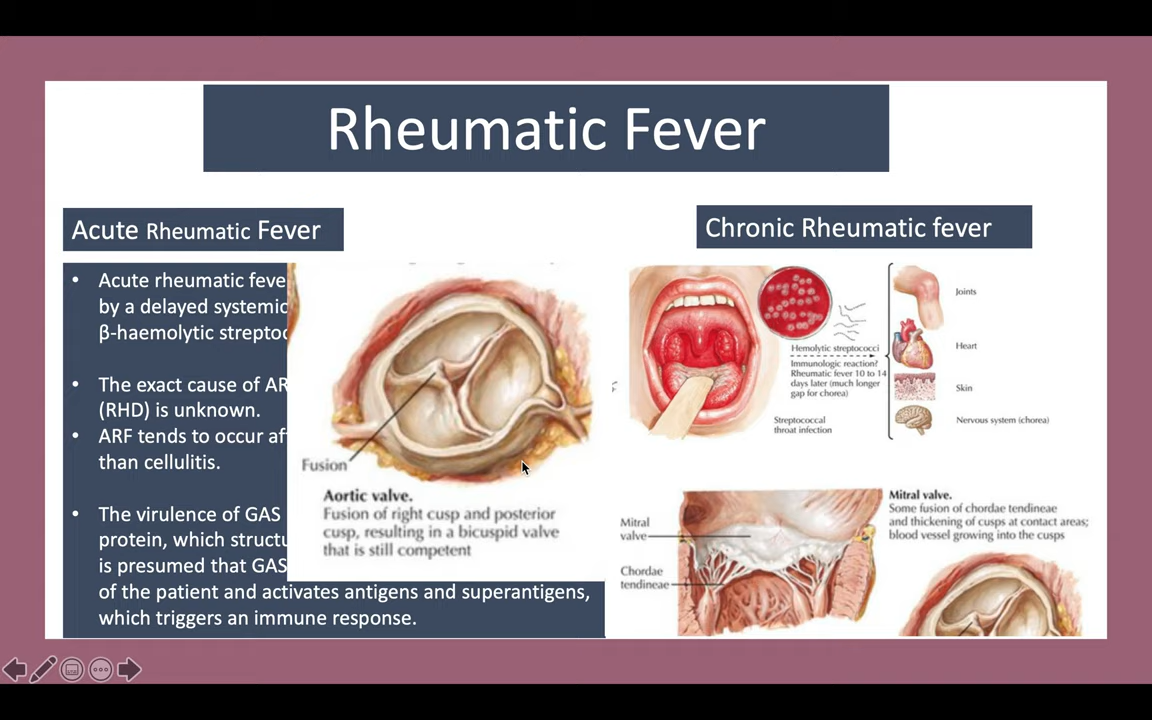 Rheumatic Fever
Acute Rheumatic Fever
• Acute rheumatic feve
by a delayed systemic
β-haemolytic streptoc
• The exact cause of AR
(RHD) is unknown.
• ARF tends to occur af
than cellulitis.
• The virulence of GAS
protein, which structu
is presumed that GAS
of the patient and activates antigens and superantigens,
which triggers an immune response.
Fusion
Aortic valve.
Fusion of right cusp and posterior
cusp, resulting in a bicuspid valve
that is still competent
Chronic Rheumatic fever
Hemolytic streptococci
Immunologic reaction?
Rheumatic fever 10 to 14
days later (much longer
gap for chorea)
Streptococcal
throat infection
Joints
Heart
Skin
Nervous system (chorea)
Mitral
valve
Chordae
tendineae
Mitral valve.
Some fusion of chordae tendineae
and thickening of cusps at contact areas;
blood vessel growing into the cusps